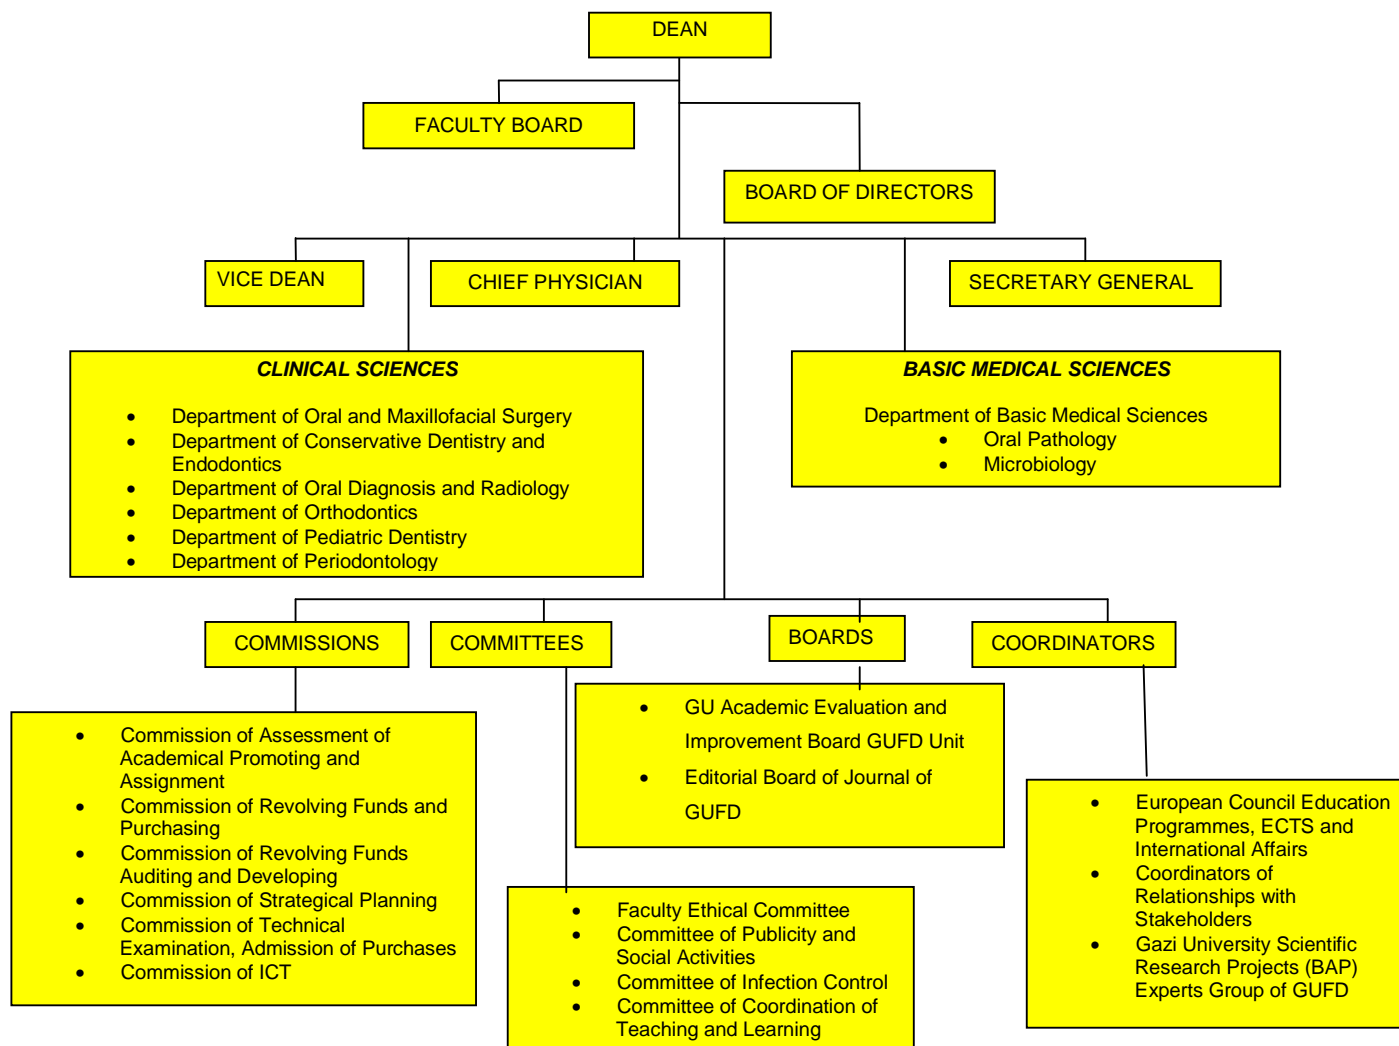 DEAN
FACULTY BOARD
BOARD OF DIRECTORS
VICE DEAN
CHIEF PHYSICIAN
SECRETARY GENERAL
CLINICAL SCIENCES
• Department of Oral and Maxillofacial Surgery
• Department of Conservative Dentistry and
Endodontics
• Department of Oral Diagnosis and Radiology
• Department of Orthodontics
• Department of Pediatric Dentistry
• Department of Periodontology
BASIC MEDICAL SCIENCES
Department of Basic Medical Sciences
• Oral Pathology
• Microbiology
COMMISSIONS
COMMITTEES
BOARDS
COORDINATORS
• Commission of Assessment of
Academical Promoting and
Assignment
• Commission of Revolving Funds and
Purchasing
• Commission of Revolving Funds
Auditing and Developing
• Commission of Strategical Planning
• Commission of Technical
Examination, Admission of Purchases
• Commission of ICT
• Faculty Ethical Committee
• Committee of Publicity and
Social Activities
• Committee of Infection Control
• Committee of Coordination of
Teaching and Learning
• GU Academic Evaluation and
Improvement Board GUFD Unit
• Editorial Board of Journal of
GUFD
• European Council Education
Programmes, ECTS and
International Affairs
• Coordinators of
Relationships with
Stakeholders
• Gazi University Scientific
Research Projects (BAP)
Experts Group of GUFD